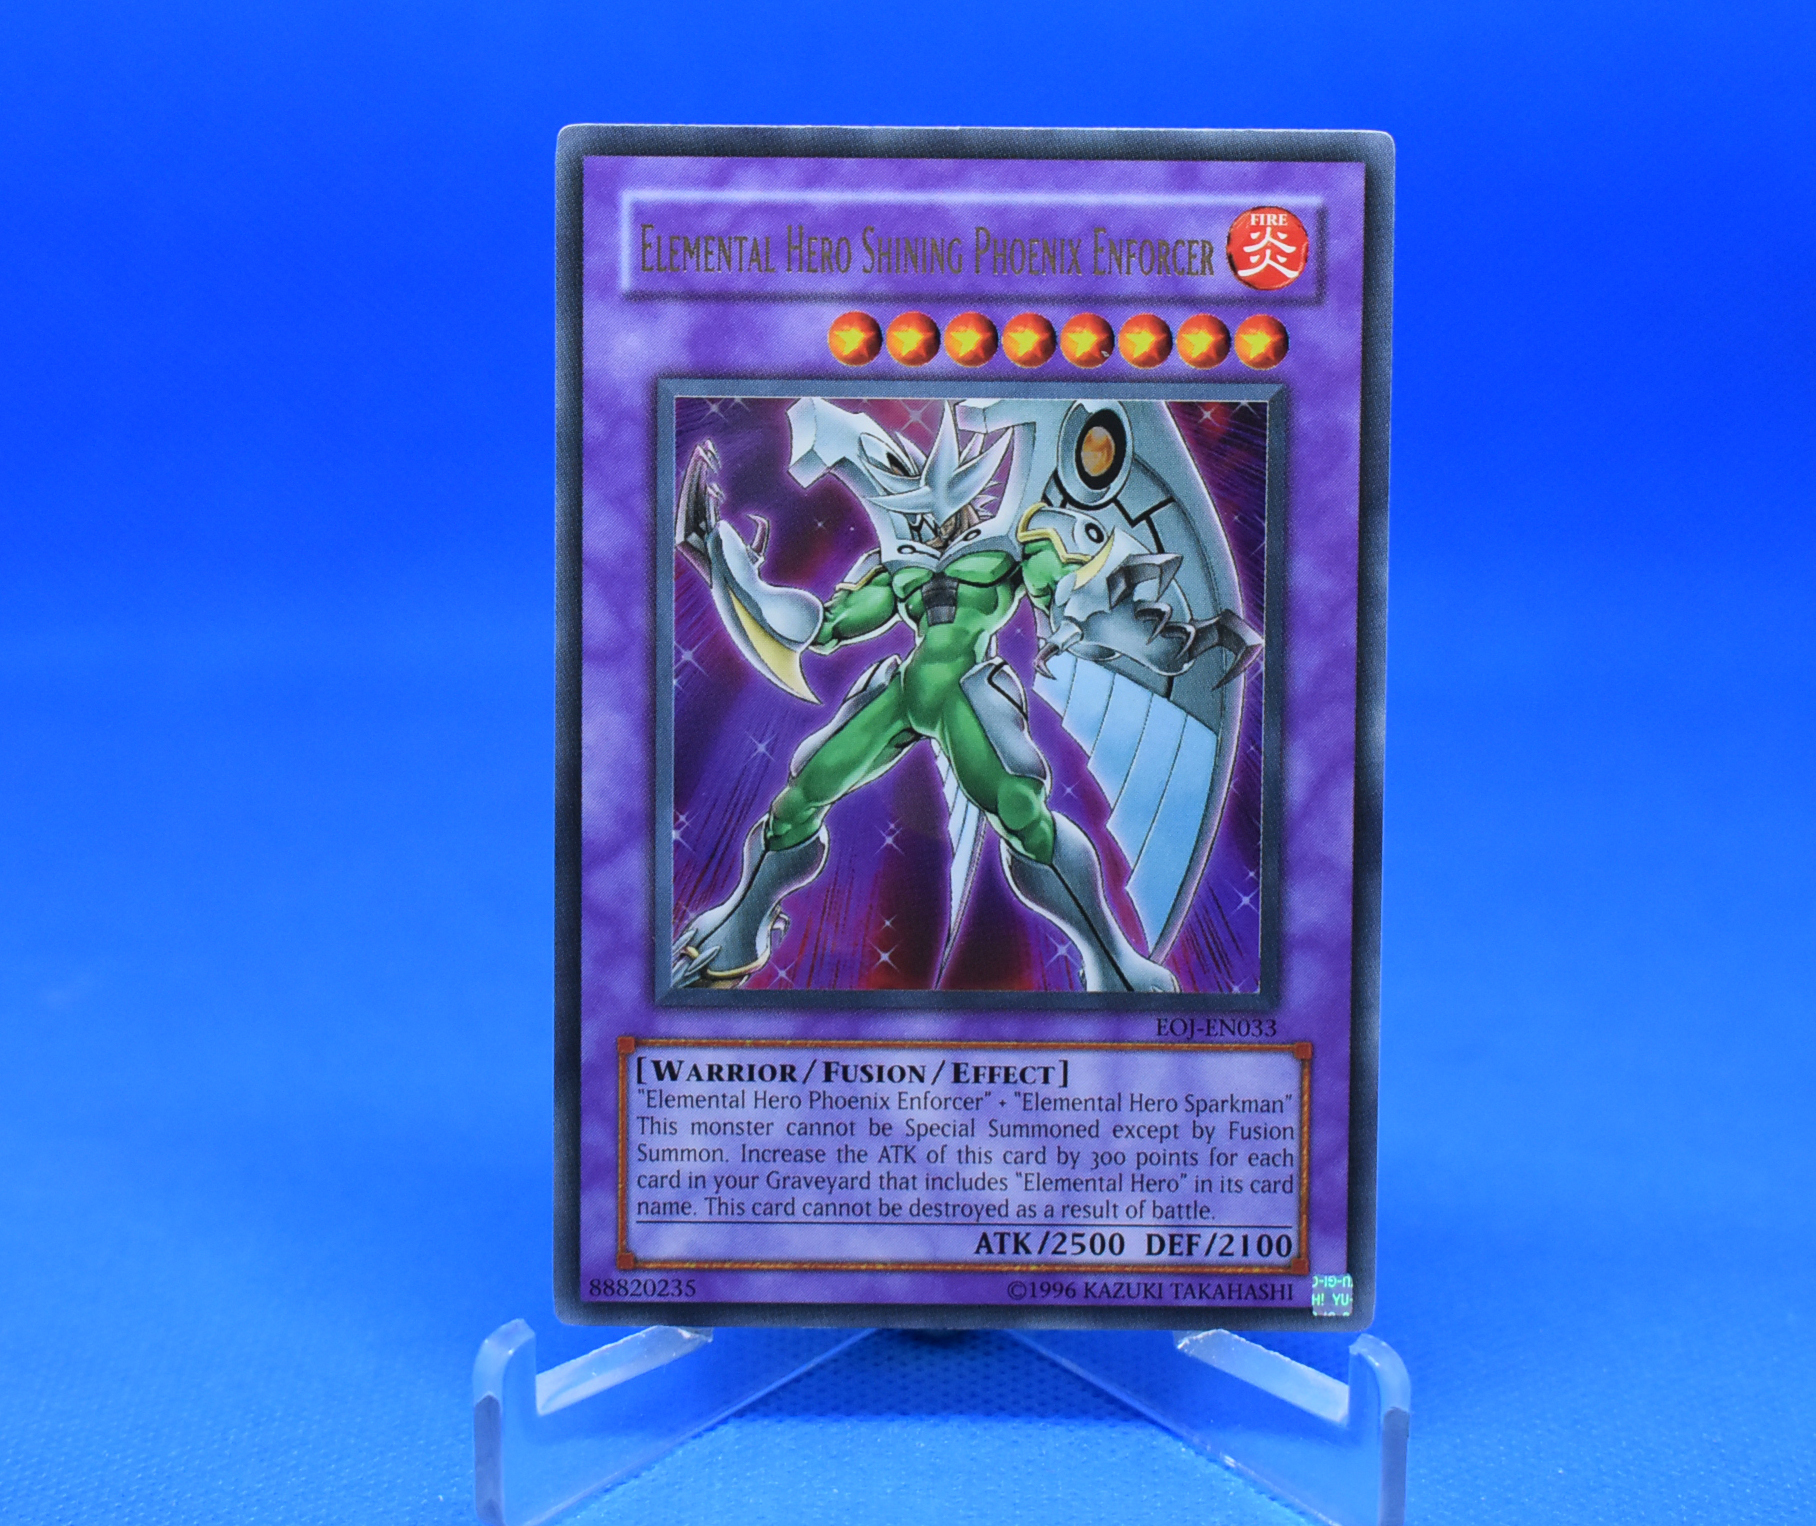 ELEMENTAL HERO SHINING PHOENIX ENFORCER
FIRE
炎
EOJ-EN033
[WARRIOR/FUSION/EFFECT]
"Elemental Hero Phoenix Enforcer" + "Elemental Hero Sparkman"
This monster cannot be Special Summoned except by Fusion
Summon. Increase the ATK of this card by 300 points for each
card in your Graveyard that includes "Elemental Hero" in its card
name. This card cannot be destroyed as a result of battle.
ATK/2500 DEF/2100
88820235
©1996 KAZUKI TAKAHASHI
H! YU-